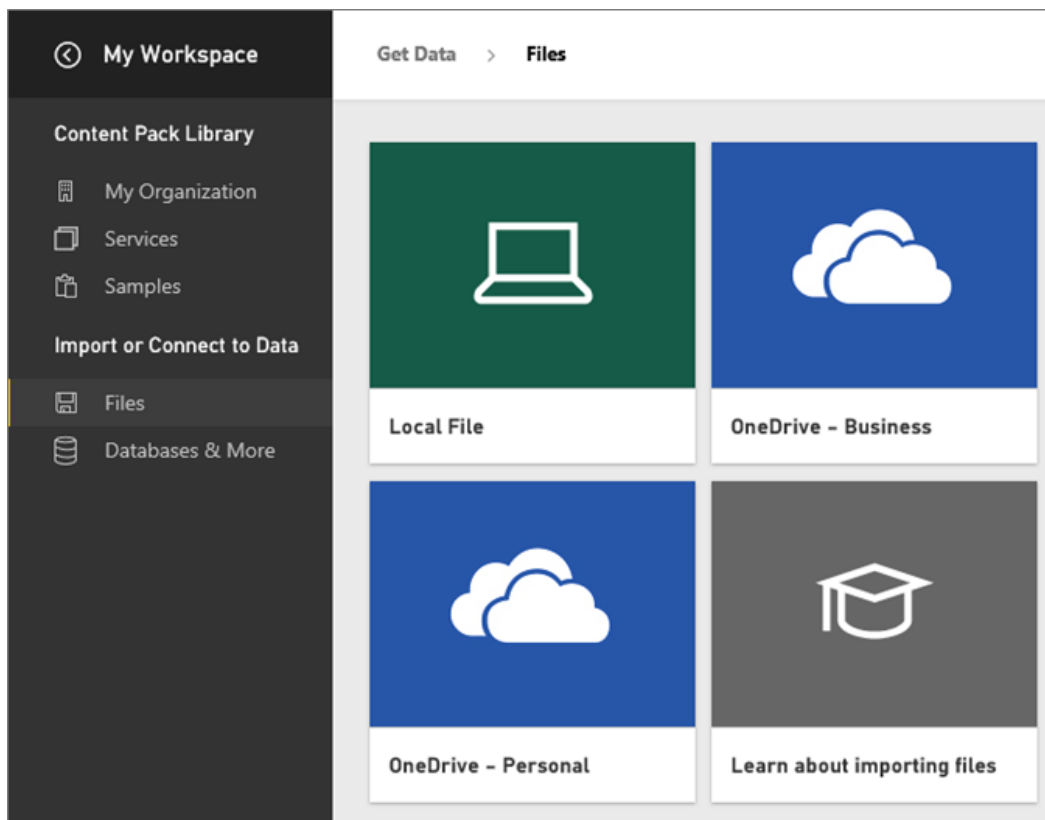 My Workspace
Content Pack Library
My Organization
Services
Samples
Import or Connect to Data
Files
Databases & More
Get Data > Files
Local File
OneDrive – Business
OneDrive – Personal
Learn about importing files